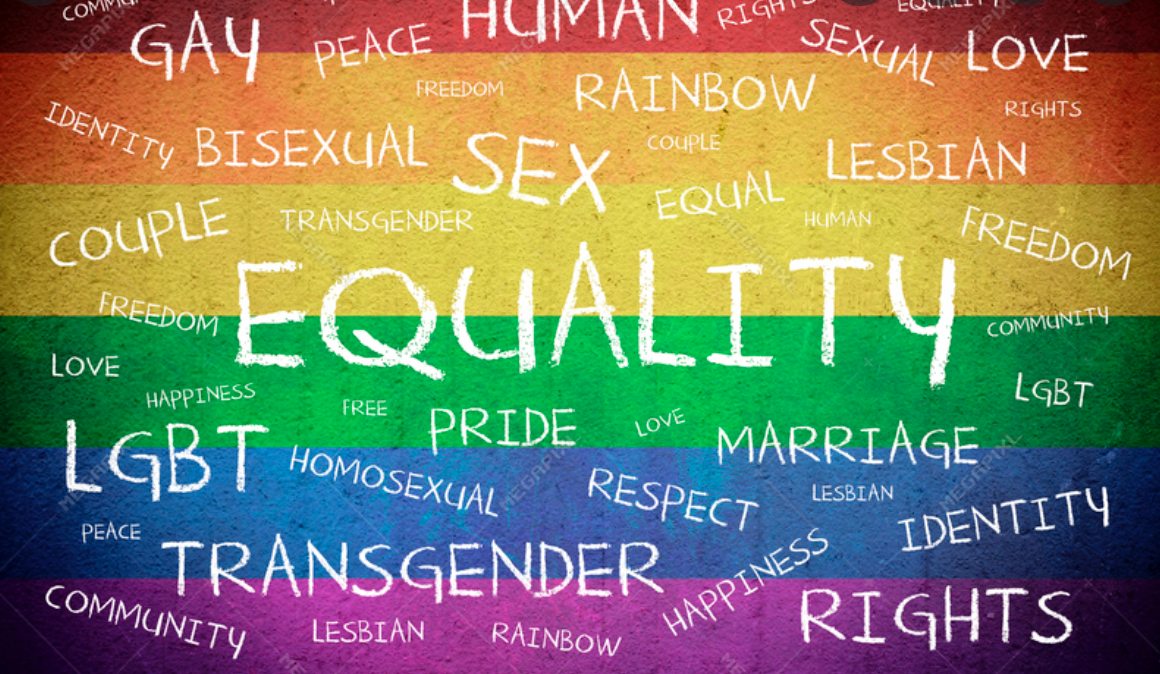 COMMUNITY
HUMAN
RIGHTS
EQUALITY
GAY
PEACE
SEXUAL
LOVE
FREEDOM
RAINBOW
RIGHTS
IDENTITY
BISEXUAL
SEX
COUPLE
LESBIAN
COUPLE
TRANSGENDER
EQUAL
HUMAN
FREEDOM
EQUALITY
FREEDOM
COMMUNITY
LOVE
HAPPINESS
FREE
PRIDE
LOVE
MARRIAGE
LGBT
LGBT
HOMOSEXUAL
RESPECT
LESBIAN
IDENTITY
PEACE
TRANSGENDER
HAPPINESS
RIGHTS
COMMUNITY
LESBIAN
RAINBOW
MEGAPIXL